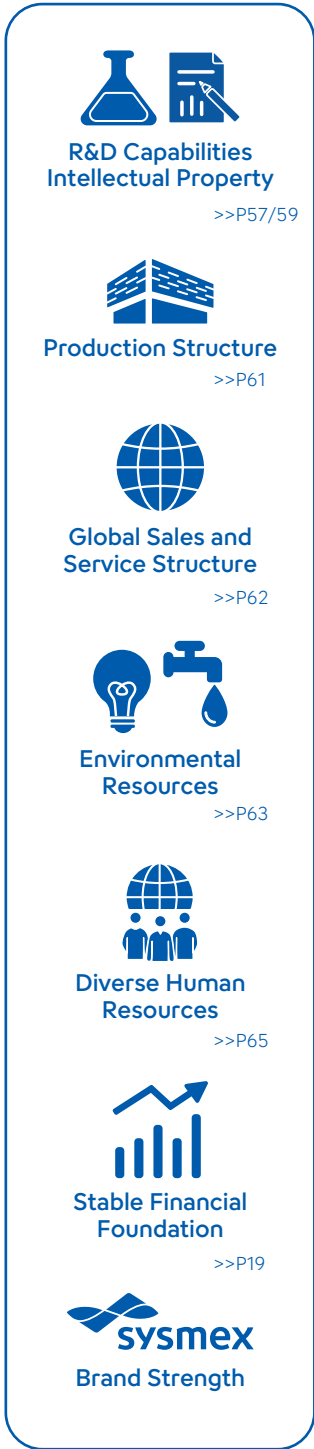 R&D Capabilities
Intellectual Property
>>P57/59
Production Structure
>>P61
Global Sales and
Service Structure
>>P62
Environmental
Resources
>>P63
Diverse Human
Resources
>>P65
Stable Financial
Foundation
>>P19
sysmex
Brand Strength